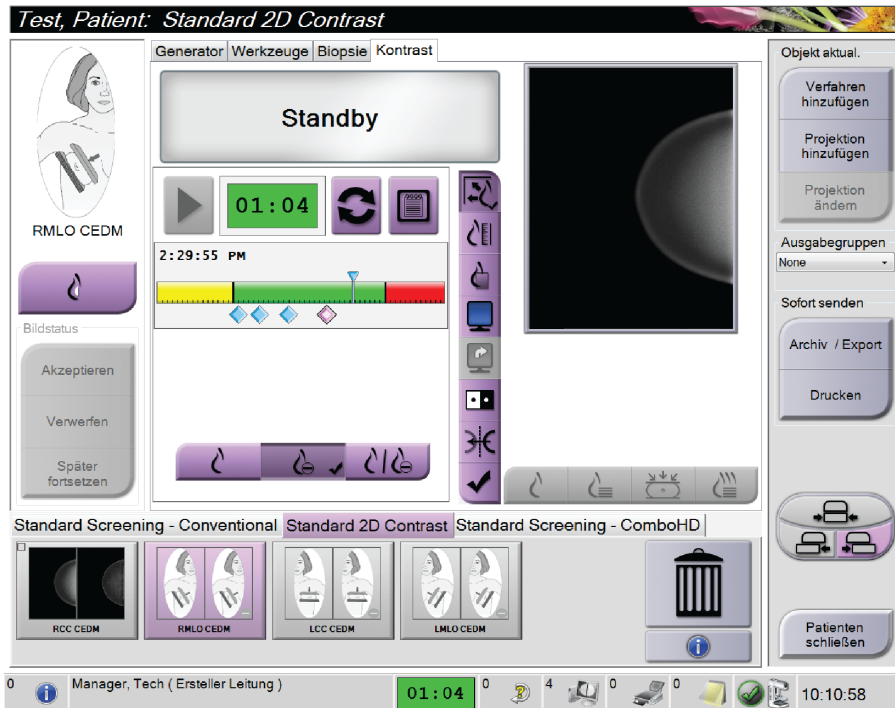 Test, Patient: Standard 2D Contrast
Generator Werkzeuge Biopsie Kontrast
Objekt aktual.
Standby
Verfahren
hinzufügen
Projektion
hinzufügen
Projektion
ändern
01:04
RMLO CEDM
2:29:55 PM
Ausgabegruppen
None
Bildstatus
Akzeptieren
Verwerfen
Später
fortsetzen
Sofort senden
Archiv / Export
Drucken
Standard Screening - Conventional Standard 2D Contrast Standard Screening - ComboHD
RCC CEDM RMLO CEDM LCC CEDM LMLO CEDM
Patienten
schließen
0 Manager, Tech ( Ersteller Leitung ) 01:04 0 4 0 0 10:10:58